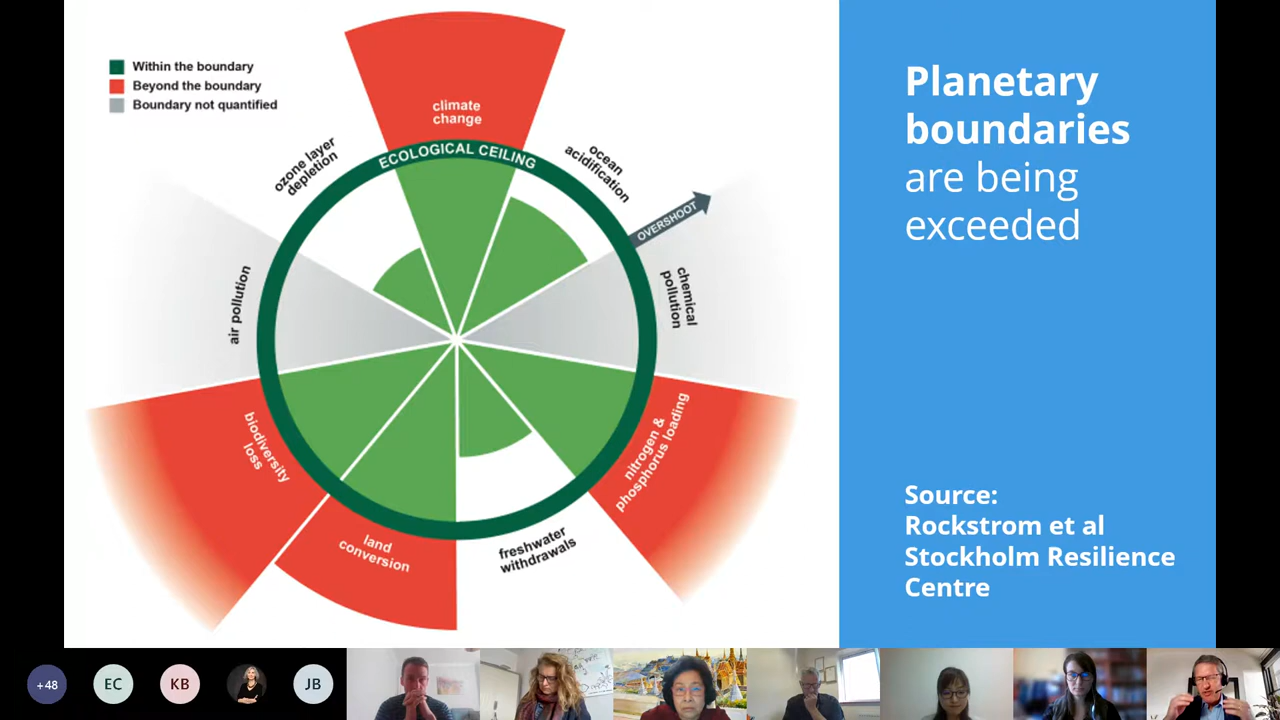 Within the boundary
Beyond the boundary
Boundary not quantified
climate
change
ECOLOGICAL CEILING
ozone layer
depletion
ocean
acidification
OVERSHOOT
air pollution
chemical
pollution
biodiversity
loss
nitrogen &
phosphorus loading
land
conversion
freshwater
withdrawals
Planetary
boundaries
are being
exceeded
Source:
Rockstrom et al
Stockholm Resilience
Centre
+48
EC
KB
JB